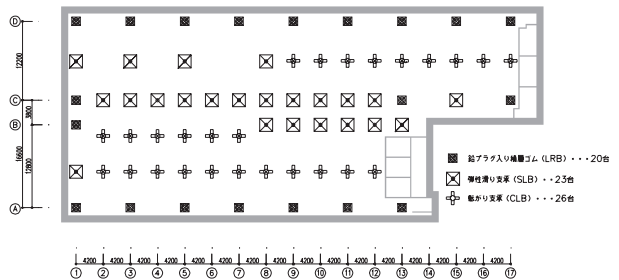 D
12200
C
3800
B
16600
12800
A
鉛プラグ入り積層ゴム (LRB)・・・20台
弾性滑り支承 (SLB)・・・23台
転がり支承 (CLB)・・・26台
4200 4200 4200 4200 4200 4200 4200 4200 4200 4200 4200 4200 4200 4200 4200 4200
1 2 3 4 5 6 7 8 9 10 11 12 13 14 15 16 17